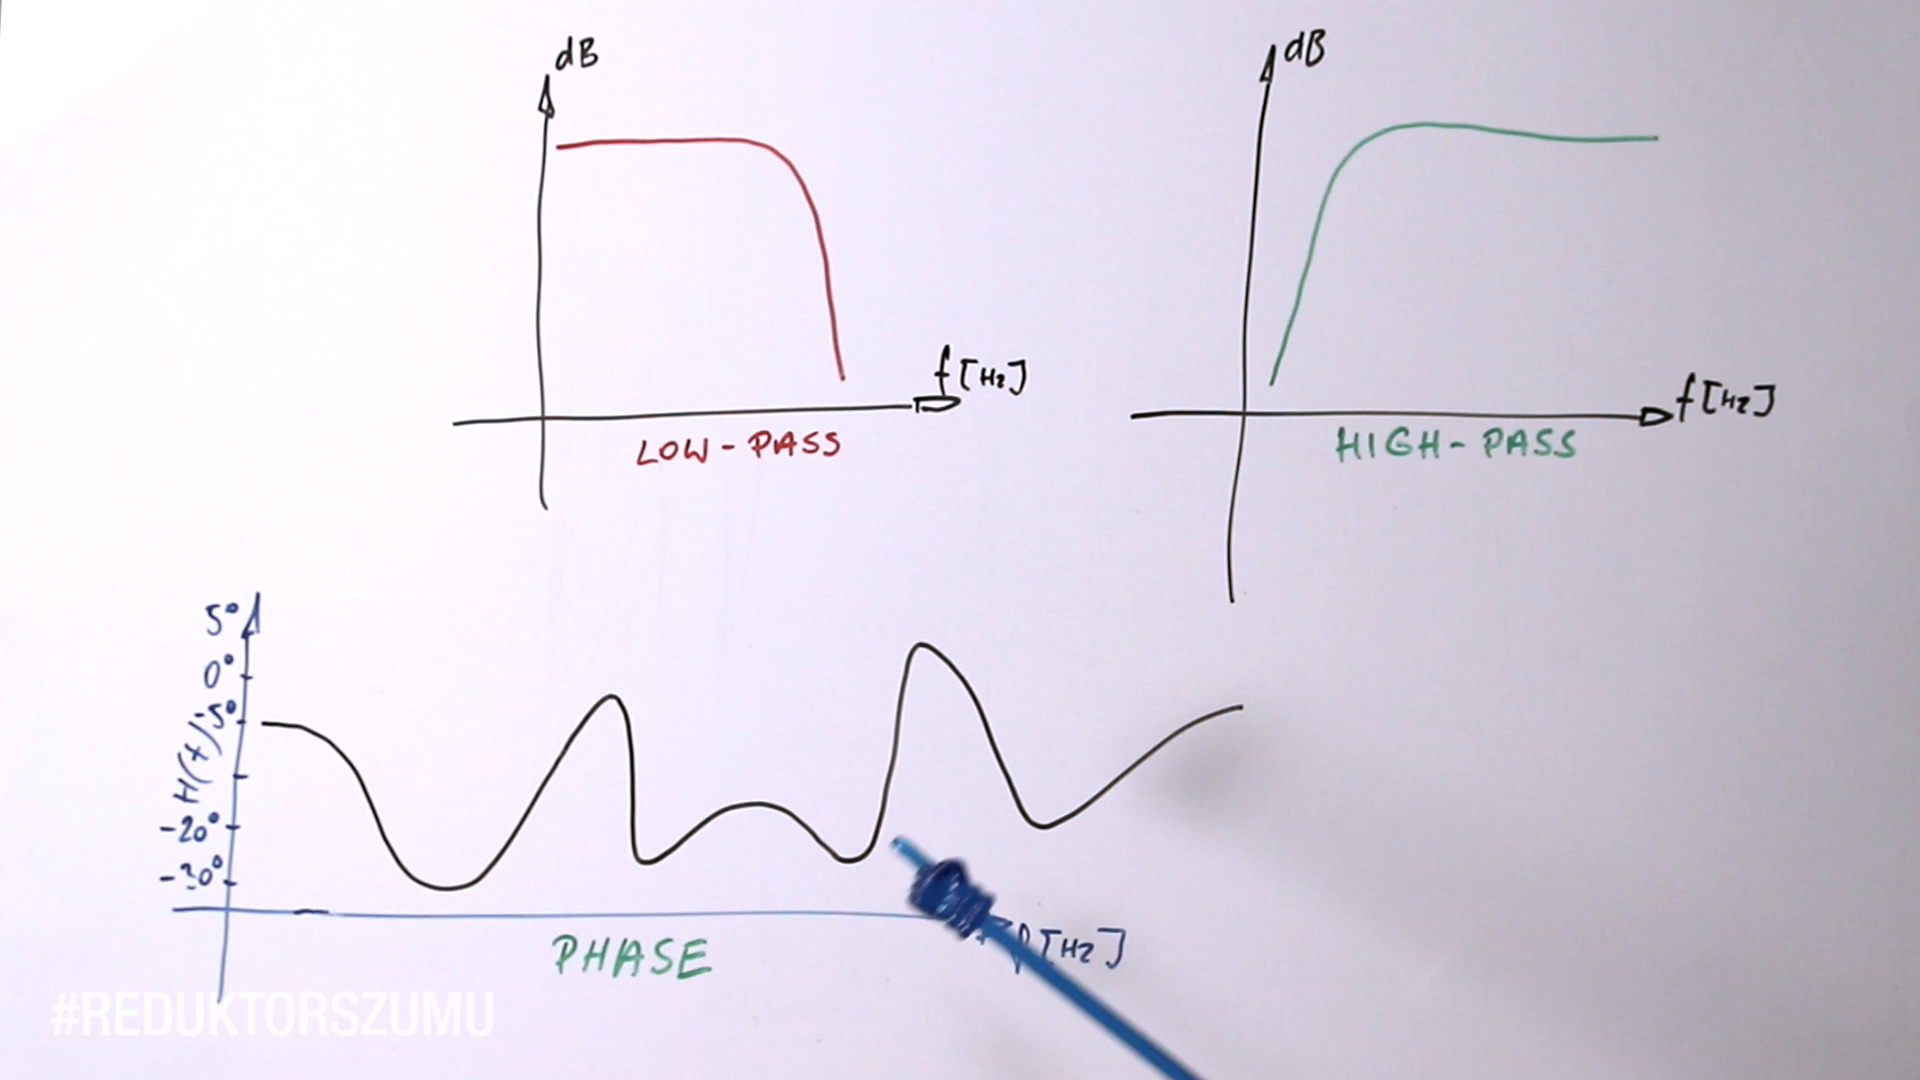 dB
f[Hz]
LOW-PASS
dB
f[Hz]
HIGH-PASS
5°
0°
-5°
-20°
-30°
H(f)
f[Hz]
PHASE
#REDUKTORSZUMU